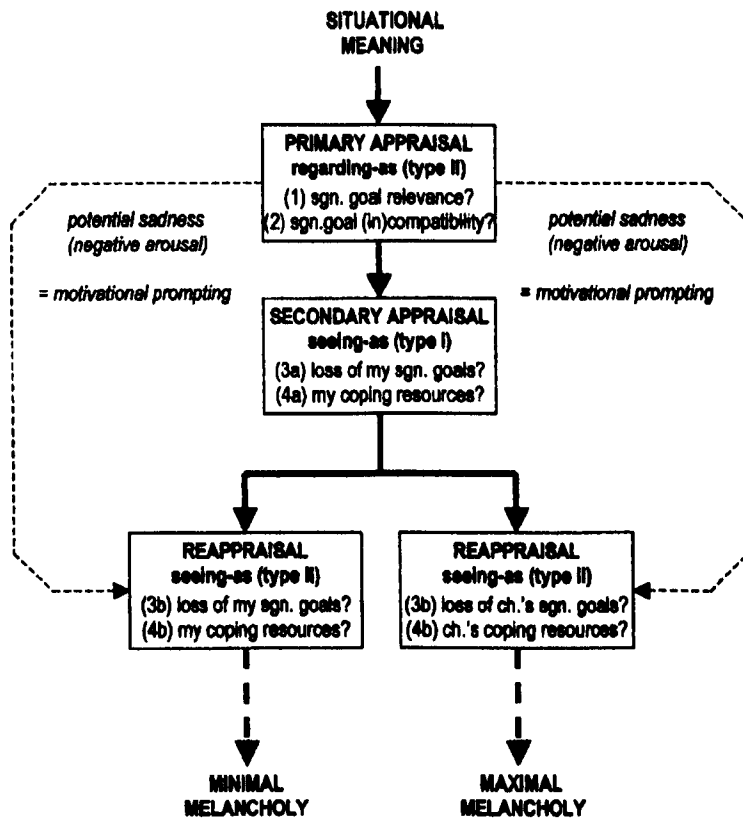 SITUATIONAL
MEANING
PRIMARY APPRAISAL
regarding-as (type II)
(1) sgn. goal relevance?
(2) sgn.goal (in)compatibility?
potential sadness
(negative arousal)
= motivational prompting
potential sadness
(negative arousal)
= motivational prompting
SECONDARY APPRAISAL
seeing-as (type I)
(3a) loss of my sgn. goals?
(4a) my coping resources?
REAPPRAISAL
seeing-as (type II)
(3b) loss of my sgn. goals?
(4b) my coping resources?
REAPPRAISAL
seeing-as (type II)
(3b) loss of ch.'s sgn. goals?
(4b) ch.'s coping resources?
MINIMAL
MELANCHOLY
MAXIMAL
MELANCHOLY